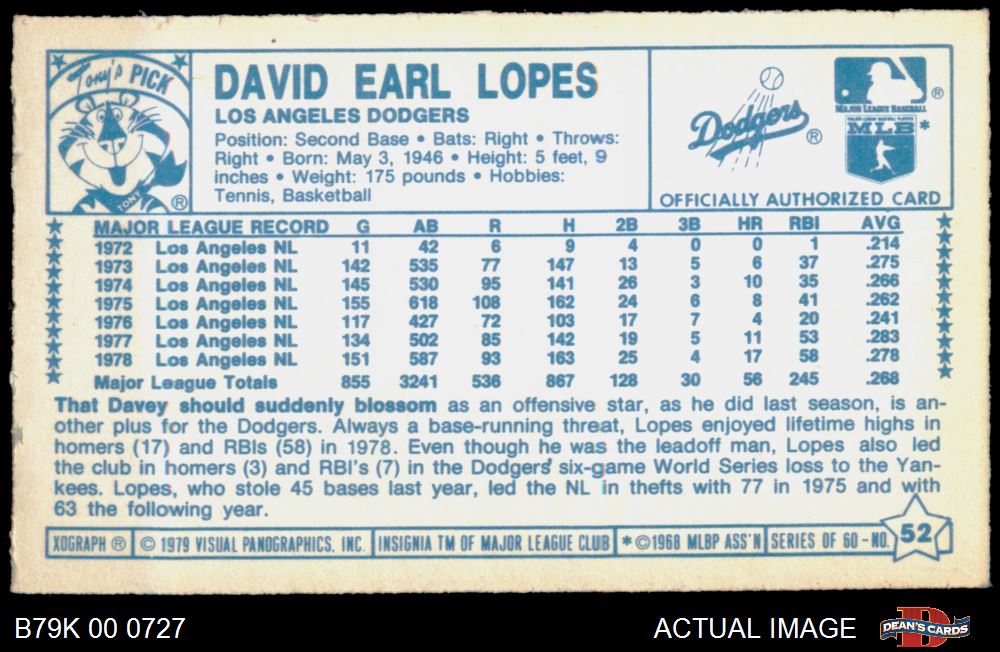 Tony's PICK
TONY
®
DAVID EARL LOPES
LOS ANGELES DODGERS
Position: Second Base • Bats: Right • Throws:
Right • Born: May 3, 1946 • Height: 5 feet, 9
inches • Weight: 175 pounds • Hobbies:
Tennis, Basketball
Dodgers ®
®
MAJOR LEAGUE BASEBALL
MAJOR LEAGUE BASEBALL PLAYERS
MLB *
OFFICIALLY AUTHORIZED CARD
MAJOR LEAGUE RECORD G AB R H 2B 3B HR RBI AVG
1972 Los Angeles NL 11 42 6 9 4 0 0 1 .214
1973 Los Angeles NL 142 535 77 147 13 5 6 37 .275
1974 Los Angeles NL 145 530 95 141 26 3 10 35 .266
1975 Los Angeles NL 155 618 108 162 24 6 8 41 .262
1976 Los Angeles NL 117 427 72 103 17 7 4 20 .241
1977 Los Angeles NL 134 502 85 142 19 5 11 53 .283
1978 Los Angeles NL 151 587 93 163 25 4 17 58 .278
Major League Totals 855 3241 536 867 128 30 56 245 .268
That Davey should suddenly blossom as an offensive star, as he did last season, is an-
other plus for the Dodgers. Always a base-running threat, Lopes enjoyed lifetime highs in
homers (17) and RBIs (58) in 1978. Even though he was the leadoff man, Lopes also led
the club in homers (3) and RBI's (7) in the Dodgers' six-game World Series loss to the Yan-
kees. Lopes, who stole 45 bases last year, led the NL in thefts with 77 in 1975 and with
63 the following year.
XOGRAPH ® © 1979 VISUAL PANOGRAPHICS, INC. INSIGNIA TM OF MAJOR LEAGUE CLUB * ©1968 MLBP ASS'N SERIES OF 60 - NO. 52
B79K 00 0727 ACTUAL IMAGE D DEAN'S CARDS